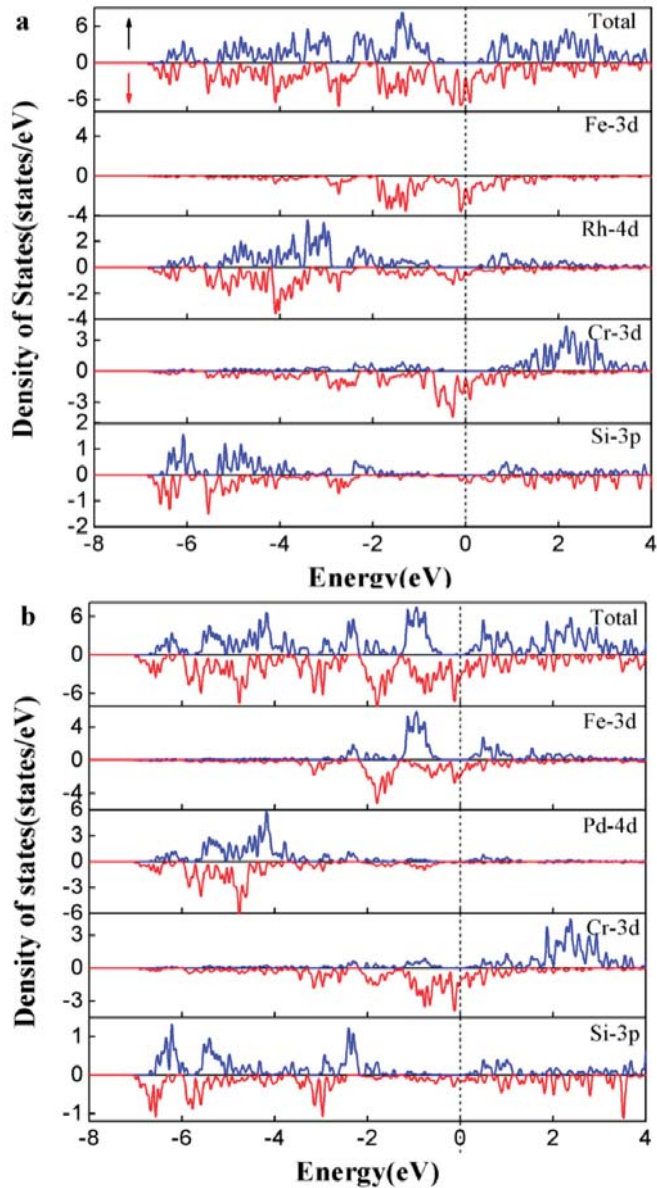 a
Total
6
0
-6
Fe-3d
4
0
-4
Rh-4d
2
0
-2
-4
Cr-3d
3
0
-3
2
Si-3p
1
0
-1
-2
-8 -6 -4 -2 0 2 4
Energy(eV)
Density of States(states/eV)
b
Total
6
0
-6
Fe-3d
4
0
-4
6
Pd-4d
3
0
-3
-6
Cr-3d
3
0
-3
Si-3p
1
0
-1
-8 -6 -4 -2 0 2 4
Energy(eV)
Density of states(states/eV)